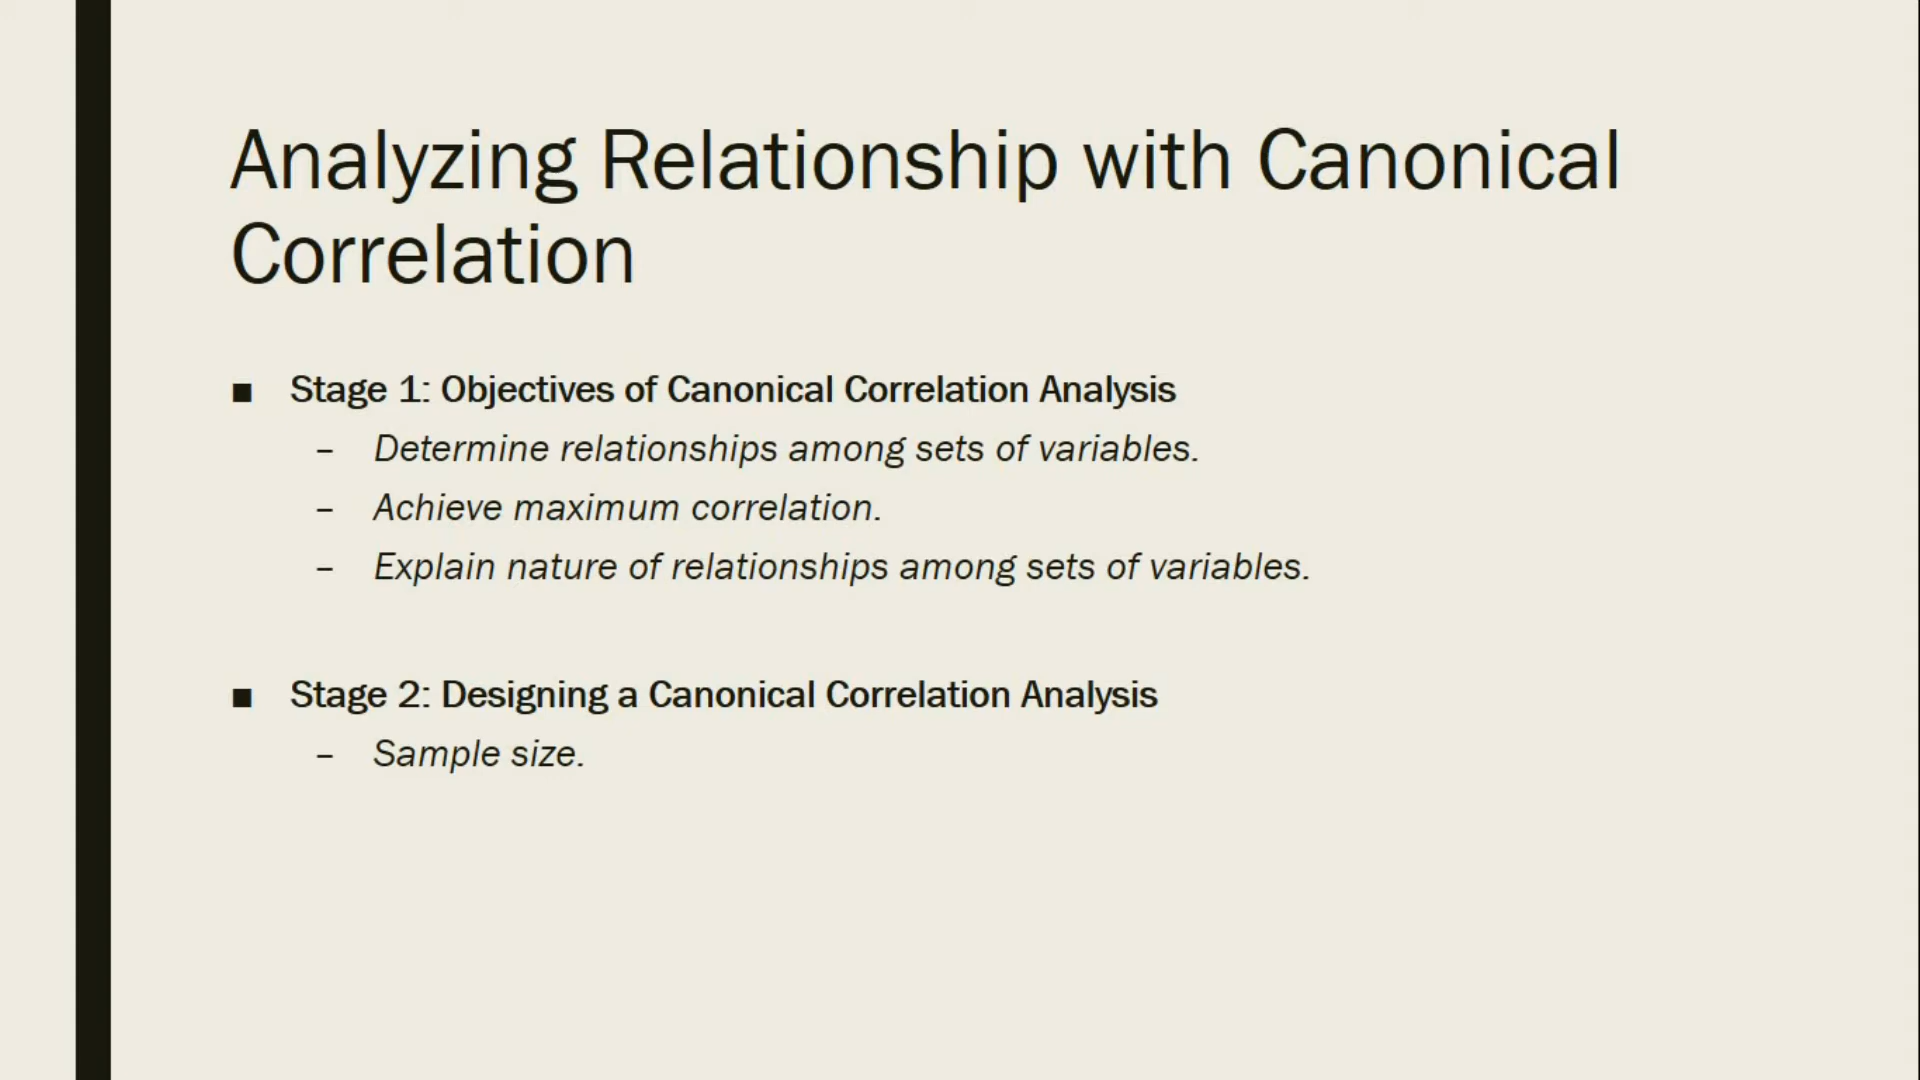 Analyzing Relationship with Canonical
Correlation
■ Stage 1: Objectives of Canonical Correlation Analysis
– Determine relationships among sets of variables.
– Achieve maximum correlation.
– Explain nature of relationships among sets of variables.
■ Stage 2: Designing a Canonical Correlation Analysis
– Sample size.